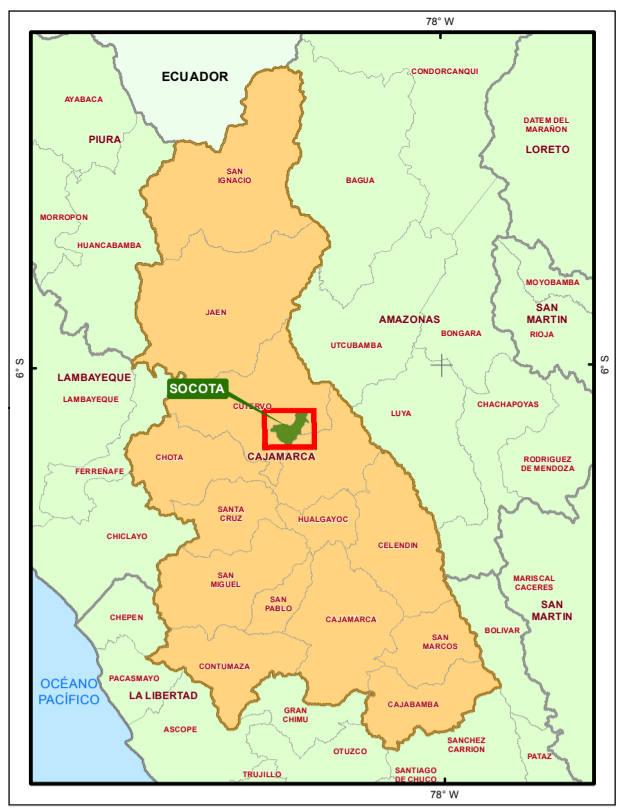 78° W
ECUADOR
CONDORCANQUI
AYABACA
DATEM DEL
MARAÑON
PIURA
LORETO
SAN
IGNACIO
BAGUA
MORROPON
HUANCABAMBA
MOYOBAMBA
SAN
MARTIN
JAEN
AMAZONAS
BONGARA
RIOJA
UTCUBAMBA
6° S
6° S
LAMBAYEQUE
SOCOTA
LAMBAYEQUE
CUTERVO
CHACHAPOYAS
LUYA
CHOTA
CAJAMARCA
FERREÑAFE
RODRIGUEZ
DE MENDOZA
SANTA
CRUZ
HUALGAYOC
CHICLAYO
CELENDIN
SAN
MIGUEL
MARISCAL
CACERES
SAN
PABLO
SAN
MARTIN
CHEPEN
CAJAMARCA
BOLIVAR
SAN
MARCOS
CONTUMAZA
OCÉANO
PACÍFICO
PACASMAYO
LA LIBERTAD
CAJABAMBA
GRAN
CHIMU
ASCOPE
SANCHEZ
CARRION
OTUZCO
PATAZ
TRUJILLO
SANTIAGO
DE CHUCO
78° W